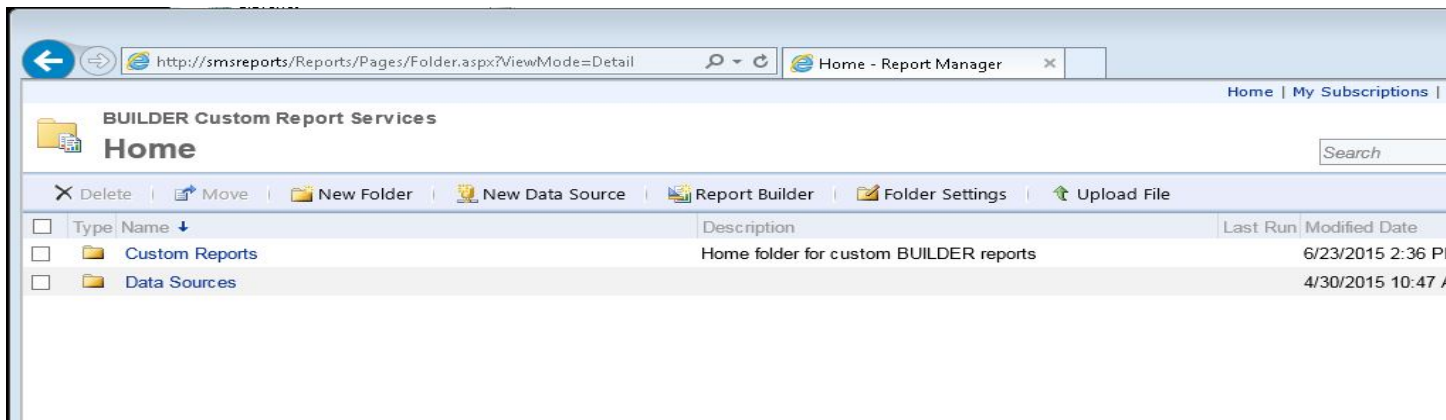 http://smsreports/Reports/Pages/Folder.aspx?ViewMode=Detail Home - Report Manager
Home | My Subscriptions |
BUILDER Custom Report Services
Home
Search
Delete Move New Folder New Data Source Report Builder Folder Settings Upload File
Type Name Description Last Run Modified Date
Custom Reports Home folder for custom BUILDER reports 6/23/2015 2:36 P
Data Sources 4/30/2015 10:47